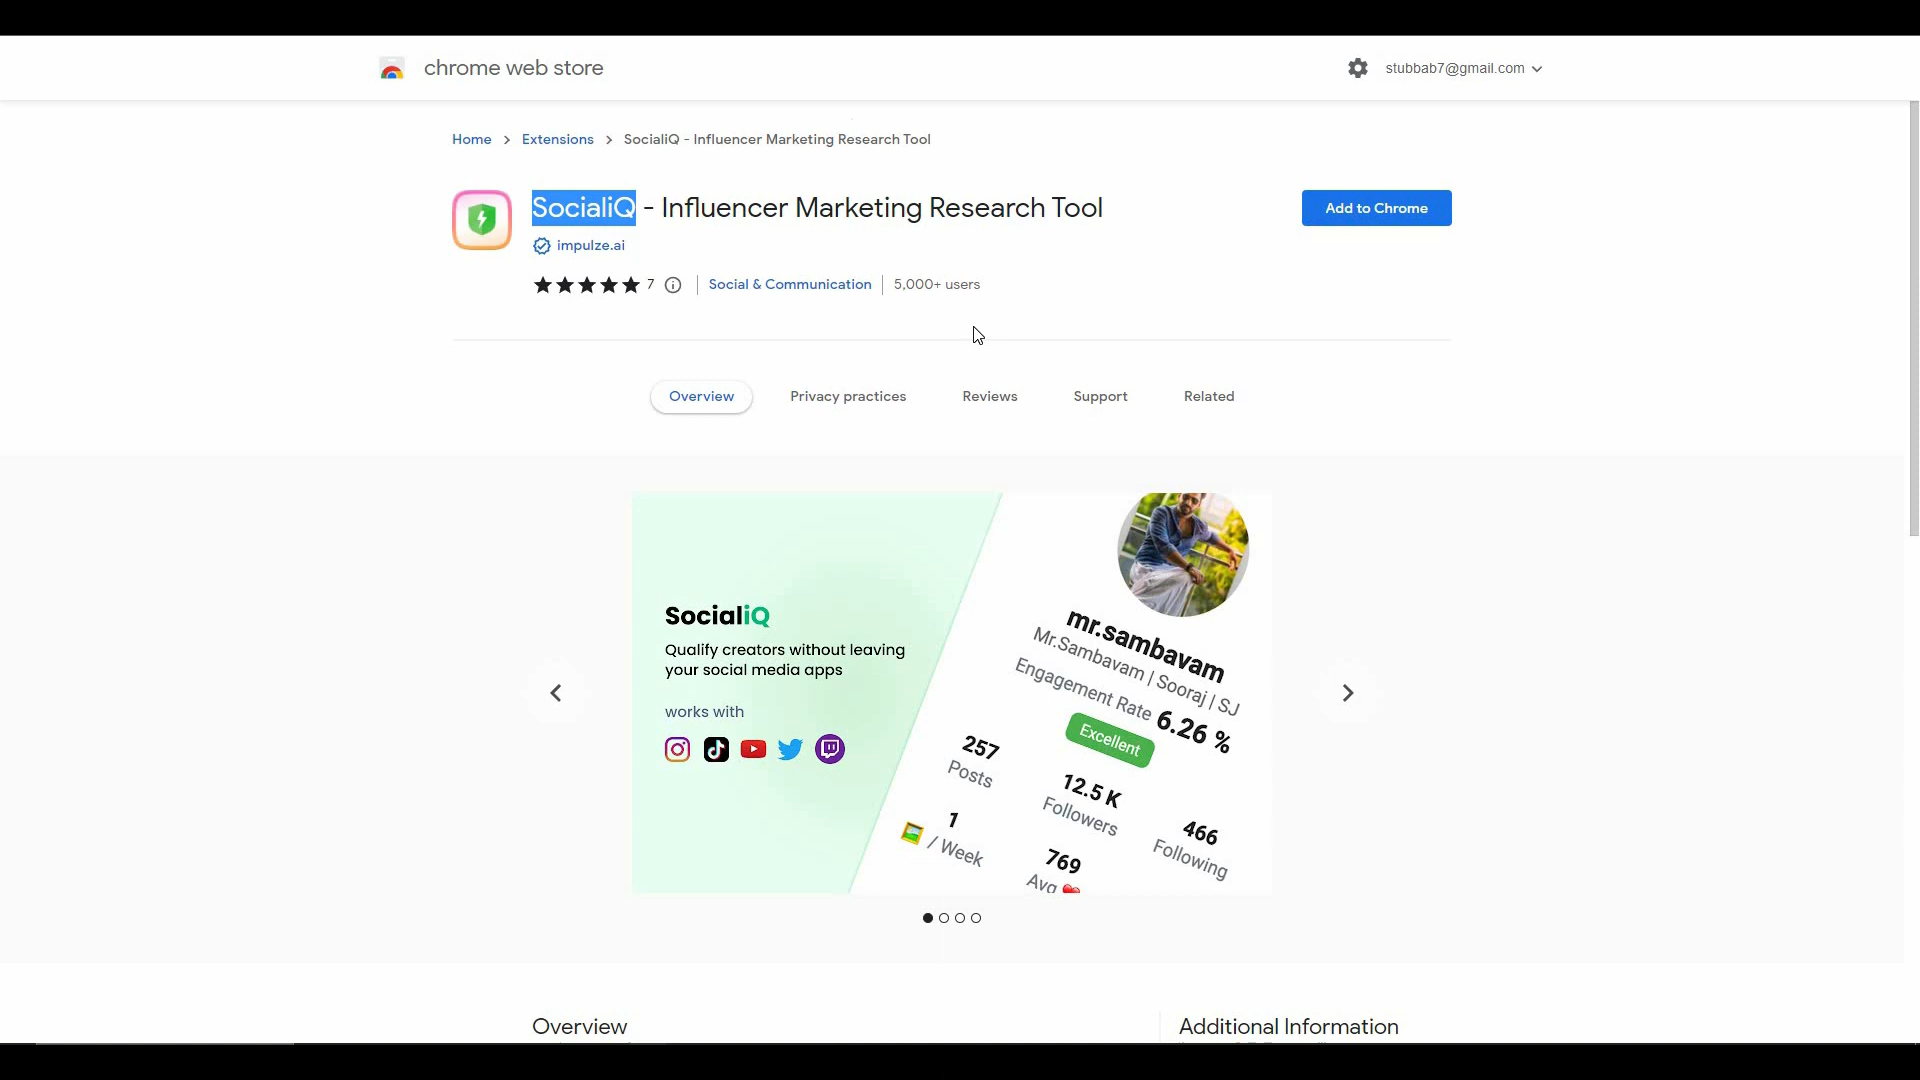 chrome web store
stubbab7@gmail.com
Home > Extensions > SocialiQ - Influencer Marketing Research Tool
SocialiQ - Influencer Marketing Research Tool
Add to Chrome
impulze.ai
7
Social & Communication
5,000+ users
Overview
Privacy practices
Reviews
Support
Related
SocialiQ
Qualify creators without leaving
your social media apps
works with
mr.sambavam
Mr.Sambavam | Sooraj | SJ
Engagement Rate 6.26 %
Excellent
257
Posts
12.5 K
Followers
466
Following
1
/ Week
769
Avg
Overview
Additional Information